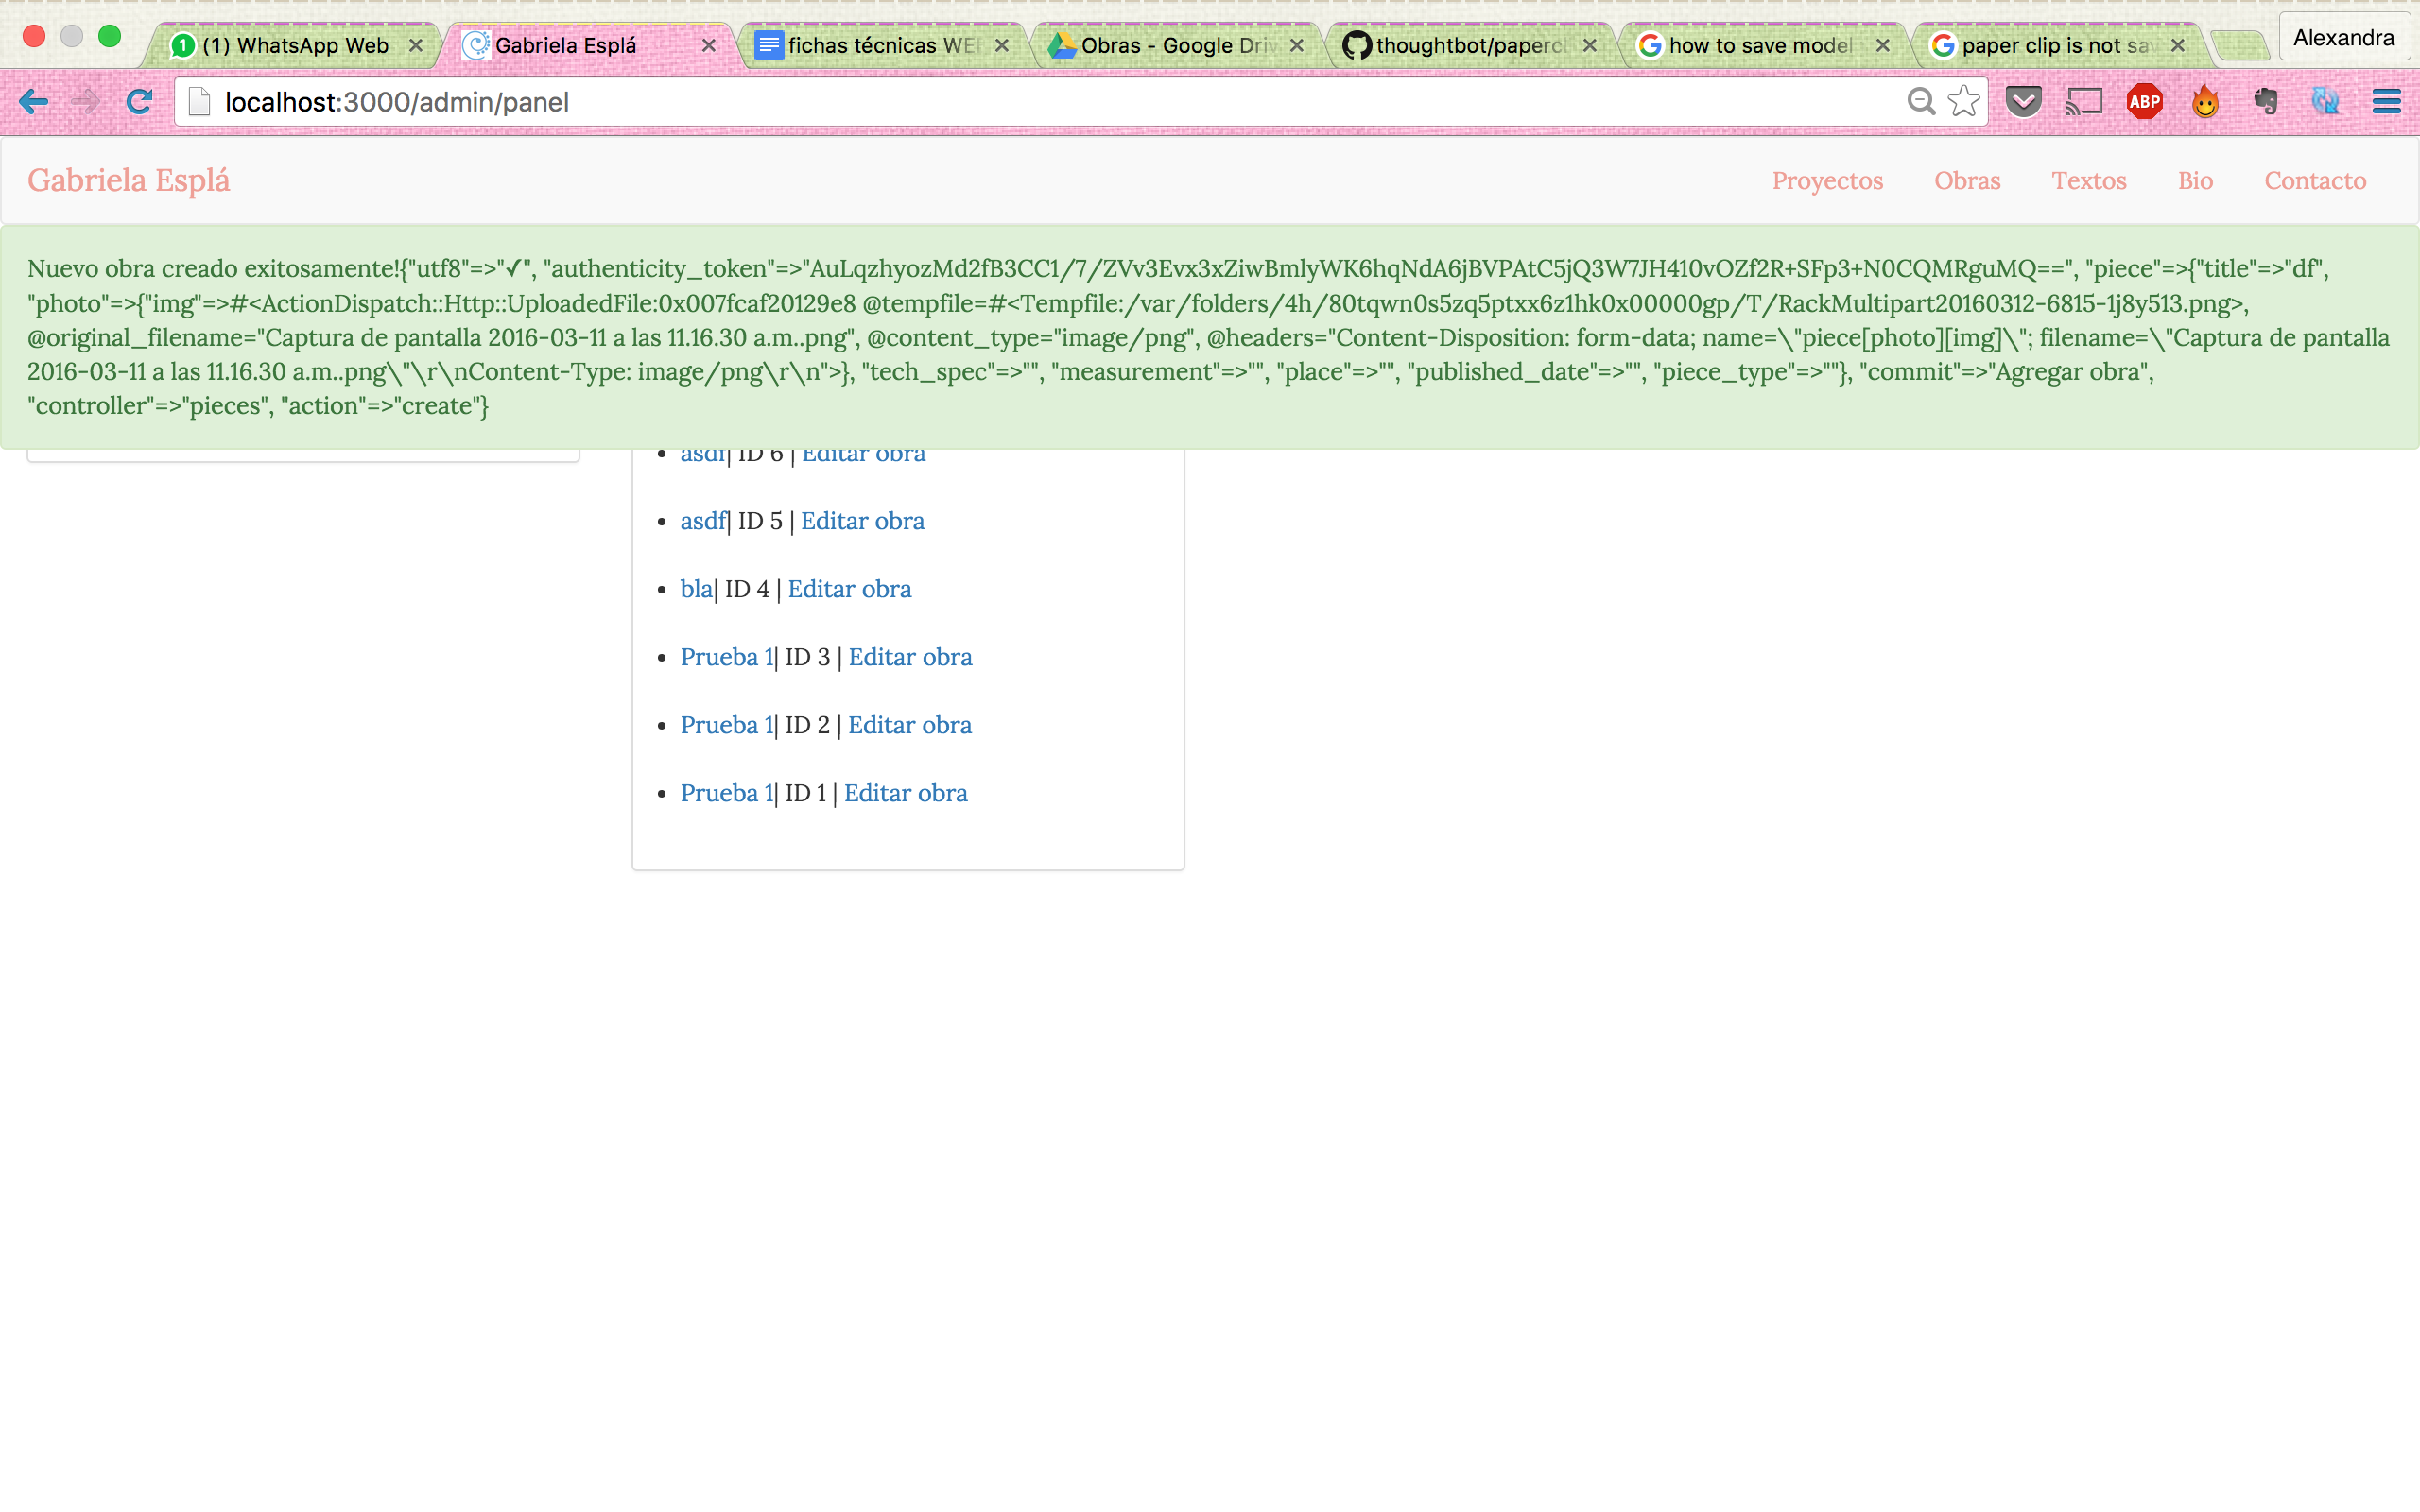 (1) WhatsApp Web
Gabriela Esplá
fichas técnicas WEB
Obras - Google Driv
thoughtbot/papercl
how to save model
paper clip is not sav
Alexandra
localhost:3000/admin/panel
ABP
Gabriela Esplá
Proyectos Obras Textos Bio Contacto
Nuevo obra creado exitosamente!{"utf8"=>"✓", "authenticity_token"=>"AuLqzhyozMd2fB3CC1/7/ZVv3Evx3xZiwBmlyWK6hqNdA6jBVPAtC5jQ3W7JH410vOZf2R+SFp3+N0CQMRguMQ==", "piece"=>{"title"=>"df",
"photo"=>{"img"=>#<ActionDispatch::Http::UploadedFile:0x007fcaf20129e8 @tempfile=#<Tempfile:/var/folders/4h/80tqwn0s5zq5ptxx6z1hk0x00000gp/T/RackMultipart20160312-6815-1j8y513.png>,
@original_filename="Captura de pantalla 2016-03-11 a las 11.16.30 a.m..png", @content_type="image/png", @headers="Content-Disposition: form-data; name=\"piece[photo][img]\"; filename=\"Captura de pantalla
2016-03-11 a las 11.16.30 a.m..png\"\r\nContent-Type: image/png\r\n">}, "tech_spec"=>"", "measurement"=>"", "place"=>"", "published_date"=>"", "piece_type"=>""}, "commit"=>"Agregar obra",
"controller"=>"pieces", "action"=>"create"}
asdf| ID 6 | Editar obra
asdf| ID 5 | Editar obra
bla| ID 4 | Editar obra
Prueba 1| ID 3 | Editar obra
Prueba 1| ID 2 | Editar obra
Prueba 1| ID 1 | Editar obra